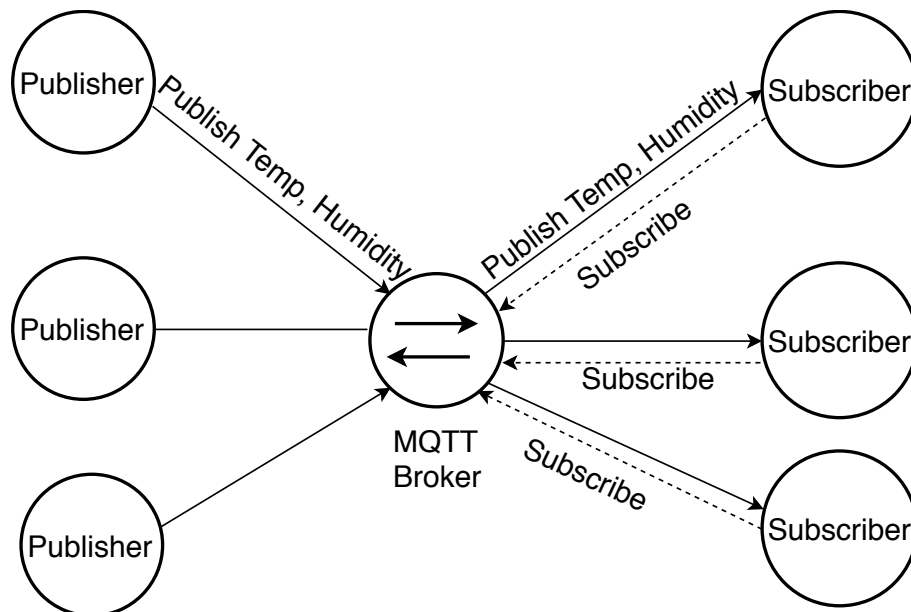 Publisher
Publish Temp, Humidity
Publish Temp, Humidity
Subscribe
Subscriber
Publisher
Subscribe
Subscriber
MQTT
Broker
Subscribe
Publisher
Subscriber